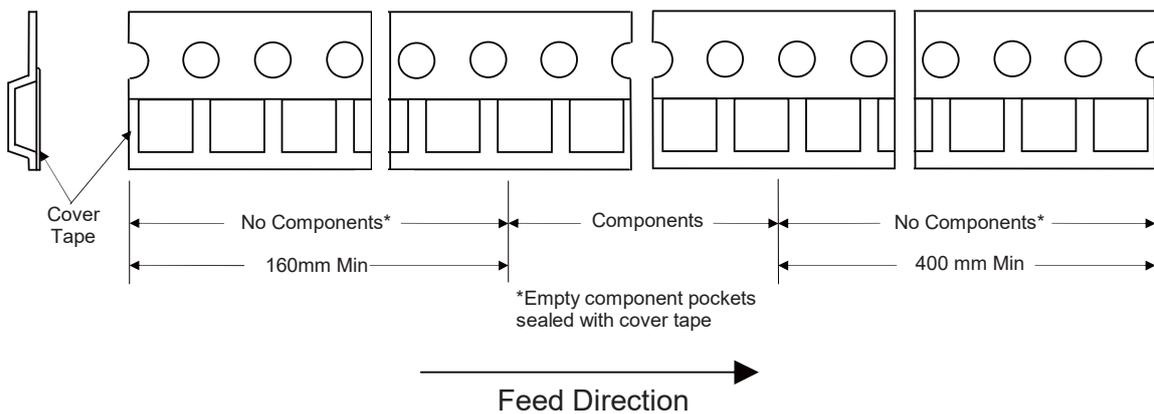 Cover
Tape
No Components*
Components
No Components*
160mm Min
400 mm Min
*Empty component pockets
sealed with cover tape
Feed Direction